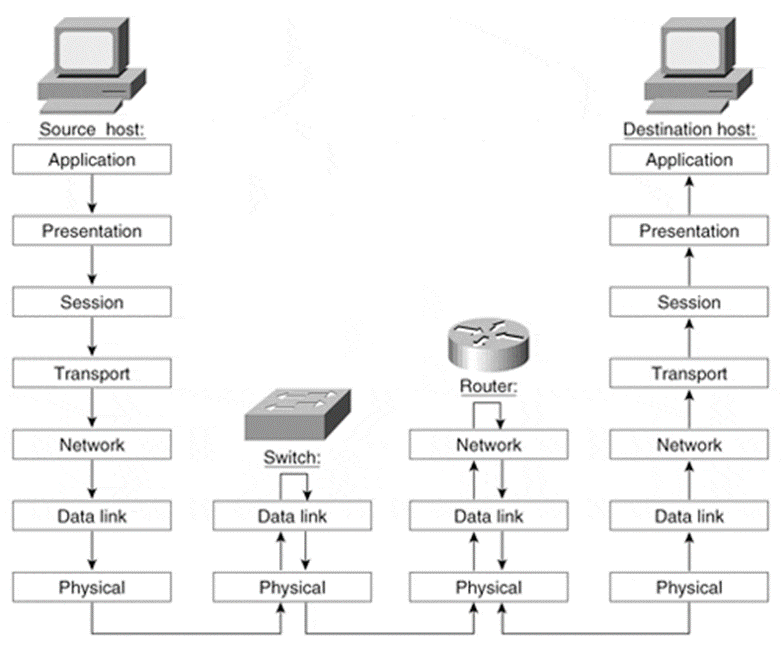 Source host:
Application
Presentation
Session
Transport
Network
Data link
Physical
Switch:
Data link
Physical
Router:
Network
Data link
Physical
Destination host:
Application
Presentation
Session
Transport
Network
Data link
Physical